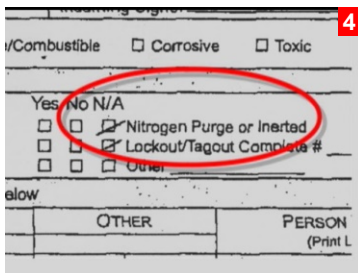 4
/Combustible ☐ Corrosive ☐ Toxic
Yes No N/A
☐ ☐ ☑ Nitrogen Purge or Inerted
☐ ☐ ☑ Lockout/Tagout Complete #
☐ ☐ ☐ Other
elow
OTHER PERSON
(Print L